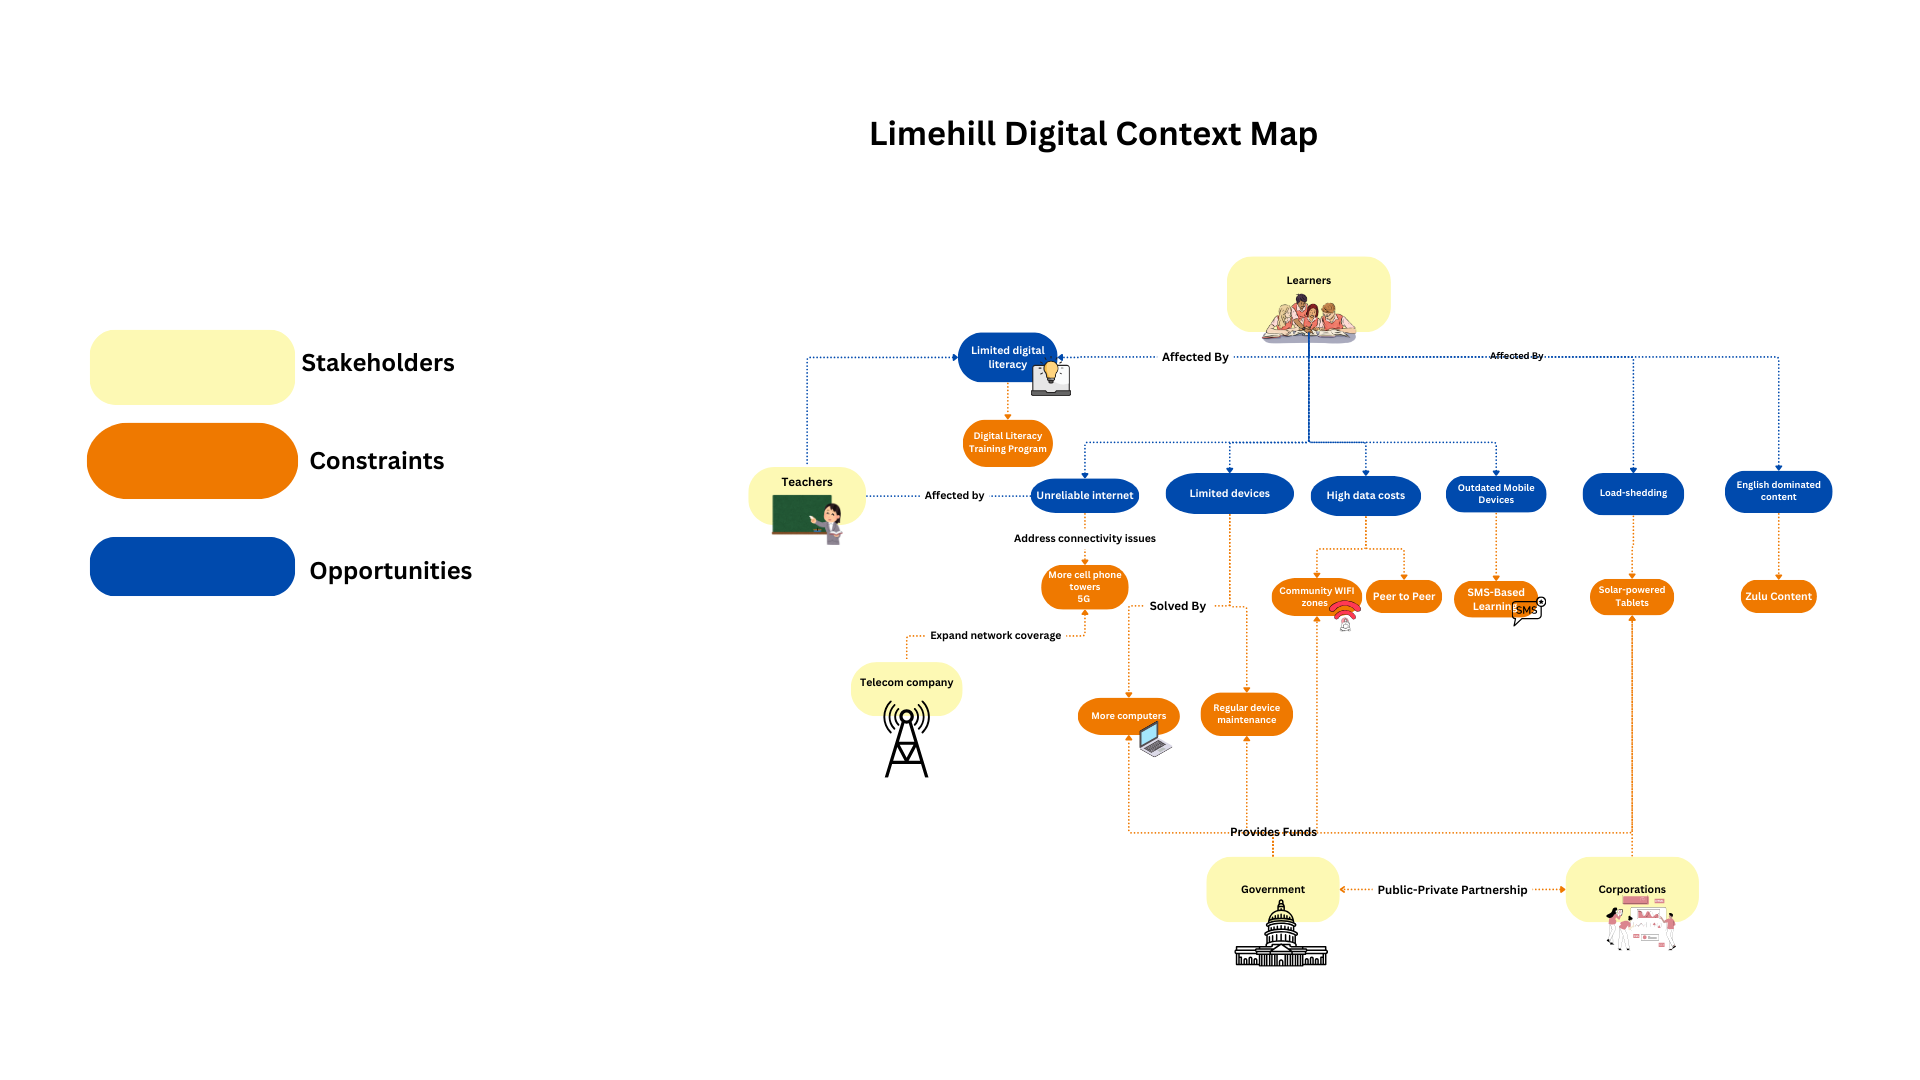 Limehill Digital Context Map
Stakeholders
Constraints
Opportunities
Learners
Limited digital
literacy
Affected By
Affected By
Digital Literacy
Training Program
Teachers
Affected by
Unreliable internet
Limited devices
High data costs
Outdated Mobile
Devices
Load-shedding
English dominated
content
Address connectivity issues
More cell phone
towers
5G
Solved By
Community WIFI
zones
Peer to Peer
SMS-Based
Learning
SMS
Solar-powered
Tablets
Zulu Content
Expand network coverage
Telecom company
More computers
Regular device
maintenance
Provides Funds
Government
Public-Private Partnership
Corporations